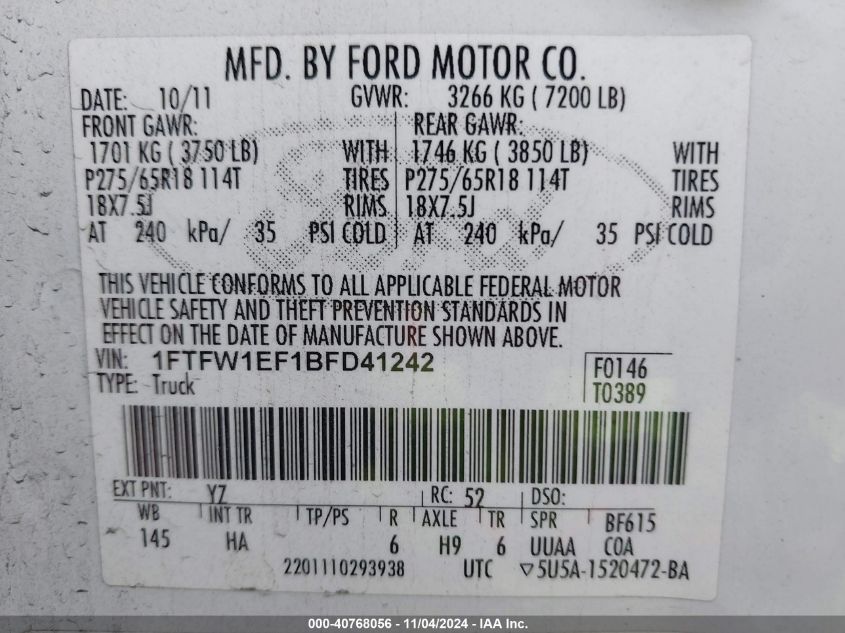 MFD. BY FORD MOTOR CO.
DATE: 10/11 GVWR: 3266 KG ( 7200 LB)
FRONT GAWR: REAR GAWR:
1701 KG ( 3750 LB) WITH 1746 KG ( 3850 LB) WITH
P275/65R18 114T TIRES P275/65R18 114T TIRES
18X7.5J RIMS 18X7.5J RIMS
AT 240 kPa/ 35 PSI COLD AT 240 kPa/ 35 PSI COLD
THIS VEHICLE CONFORMS TO ALL APPLICABLE FEDERAL MOTOR
VEHICLE SAFETY AND THEFT PREVENTION STANDARDS IN
EFFECT ON THE DATE OF MANUFACTURE SHOWN ABOVE.
VIN: 1FTFW1EF1BFD41242 F0146
TYPE: Truck T0389
EXT PNT: YZ RC: 52 DSO:
WB INT TR TP/PS R AXLE TR SPR BF615
145 HA 6 H9 6 UUAA COA
2201110293938 UTC ▽5U5A-1520472-BA
000-40768056 - 11/04/2024 - IAA Inc.